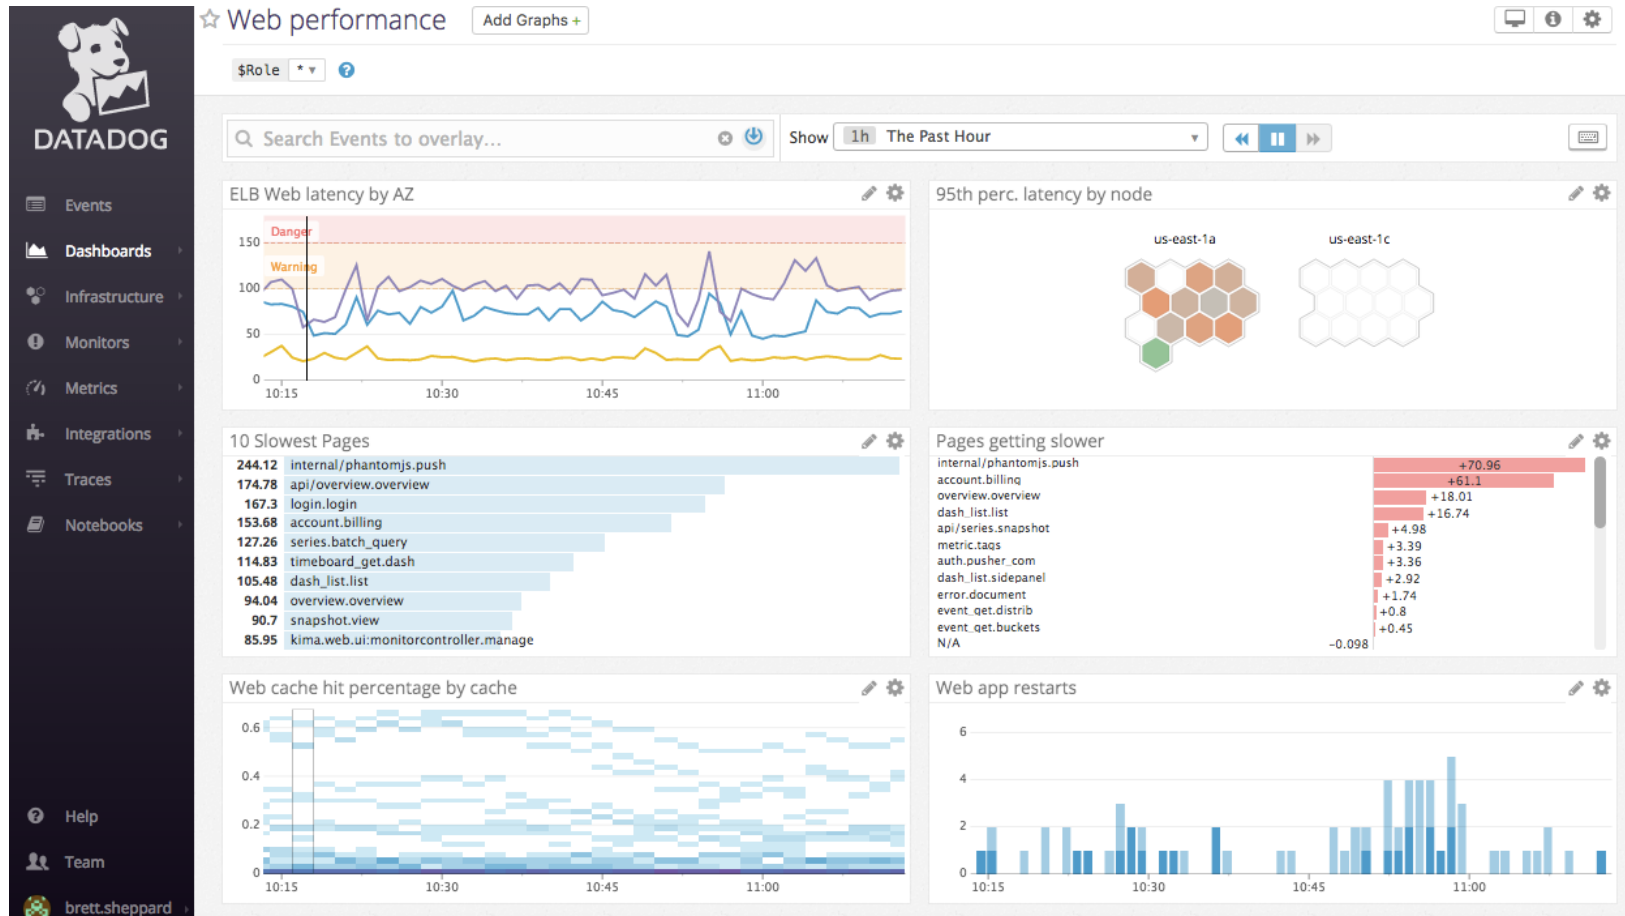 DATADOG
Events
Dashboards
Infrastructure
Monitors
Metrics
Integrations
Traces
Notebooks
Help
Team
brett.sheppard
Web performance
Add Graphs +
$Role * ▾
Search Events to overlay...
Show 1h The Past Hour
ELB Web latency by AZ
Danger
Warning
150
100
50
0
10:15 10:30 10:45 11:00
95th perc. latency by node
us-east-1a us-east-1c
10 Slowest Pages
244.12 internal/phantomjs.push
174.78 api/overview.overview
167.3 login.login
153.68 account.billing
127.26 series.batch_query
114.83 timeboard_get.dash
105.48 dash_list.list
94.04 overview.overview
90.7 snapshot.view
85.95 kima.web.ui:monitorcontroller.manage
Pages getting slower
internal/phantomjs.push +70.96
account.billing +61.1
overview.overview +18.01
dash_list.list +16.74
api/series.snapshot +4.98
metric.tags +3.39
auth.pusher_com +3.36
dash_list.sidepanel +2.92
error.document +1.74
event_get.distrib +0.8
event_get.buckets +0.45
N/A -0.098
Web cache hit percentage by cache
0.6
0.4
0.2
0
10:15 10:30 10:45 11:00
Web app restarts
6
4
2
0
10:15 10:30 10:45 11:00